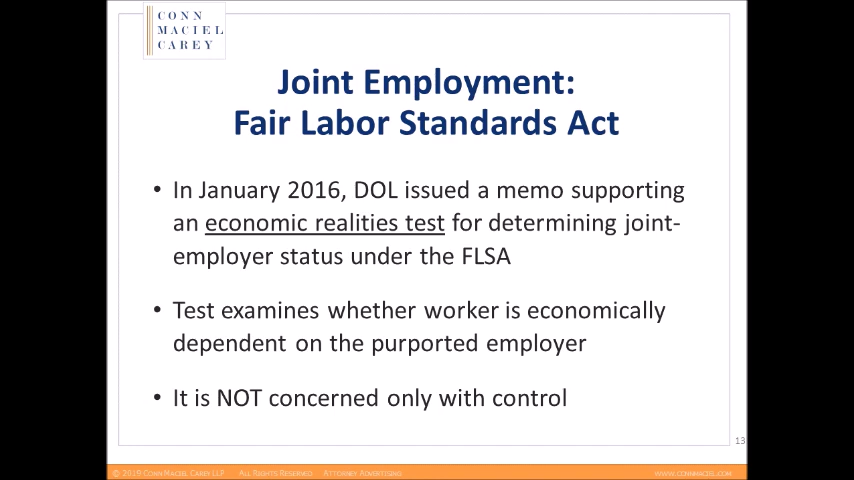 CONN
MACIEL
CAREY
Joint Employment:
Fair Labor Standards Act
• In January 2016, DOL issued a memo supporting
an economic realities test for determining joint-
employer status under the FLSA
• Test examines whether worker is economically
dependent on the purported employer
• It is NOT concerned only with control
13
© 2016 CONN MACIEL CAREY LLP ALL RIGHTS RESERVED ATTORNEY ADVERTISING WWW.CONNMACIEL.COM